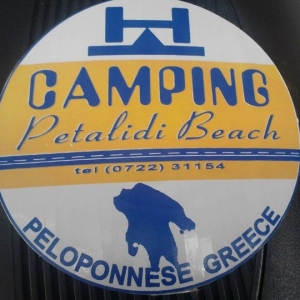 CAMPING
Petalidi Beach
tel (0722) 31154
PELOPONNESE GREECE